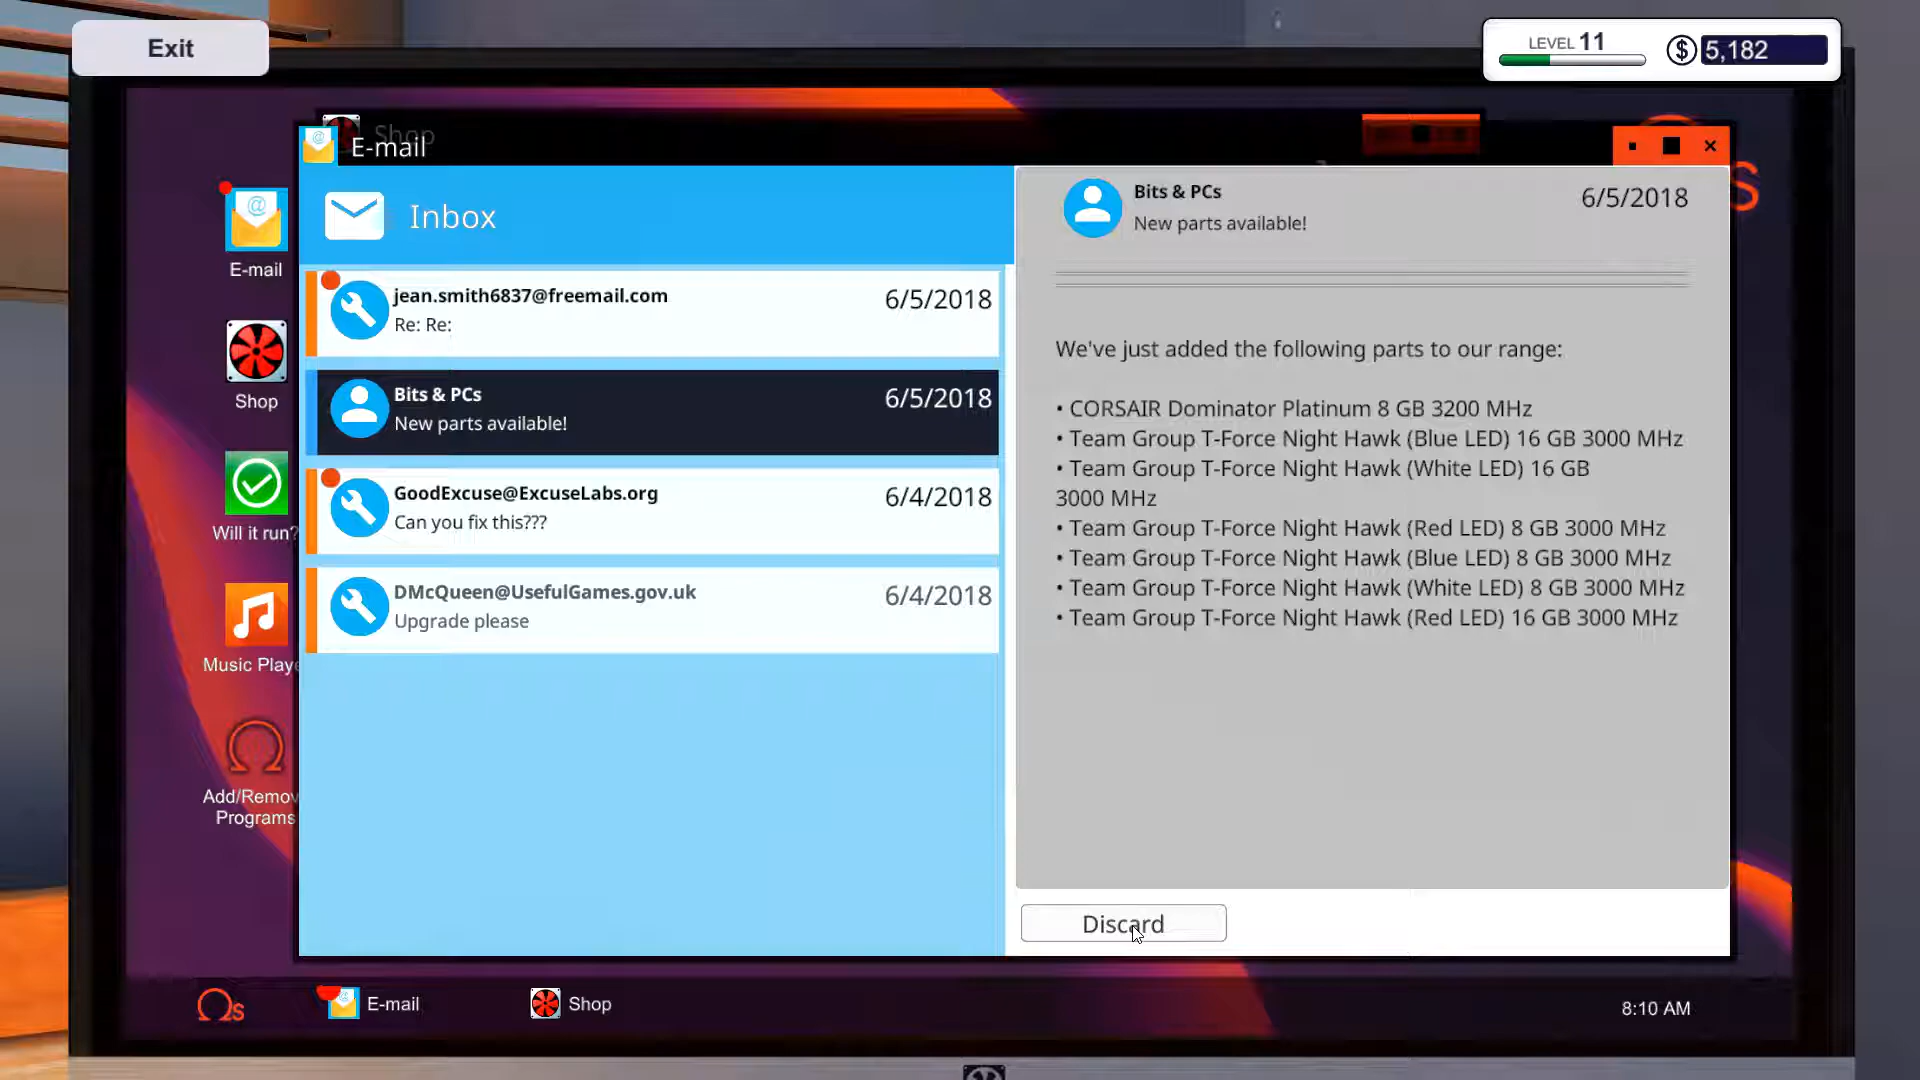 Exit
LEVEL 11
$ 5,182
Shop
E-mail
Inbox
jean.smith6837@freemail.com
6/5/2018
Re: Re:
Bits & PCs
6/5/2018
New parts available!
GoodExcuse@ExcuseLabs.org
6/4/2018
Can you fix this???
DMcQueen@UsefulGames.gov.uk
6/4/2018
Upgrade please
Bits & PCs
6/5/2018
New parts available!
We've just added the following parts to our range:
• CORSAIR Dominator Platinum 8 GB 3200 MHz
• Team Group T-Force Night Hawk (Blue LED) 16 GB 3000 MHz
• Team Group T-Force Night Hawk (White LED) 16 GB
3000 MHz
• Team Group T-Force Night Hawk (Red LED) 8 GB 3000 MHz
• Team Group T-Force Night Hawk (Blue LED) 8 GB 3000 MHz
• Team Group T-Force Night Hawk (White LED) 8 GB 3000 MHz
• Team Group T-Force Night Hawk (Red LED) 16 GB 3000 MHz
Discard
E-mail
Shop
Will it run?
Music Playe
Add/Remov
Programs
Ωs
E-mail
Shop
8:10 AM